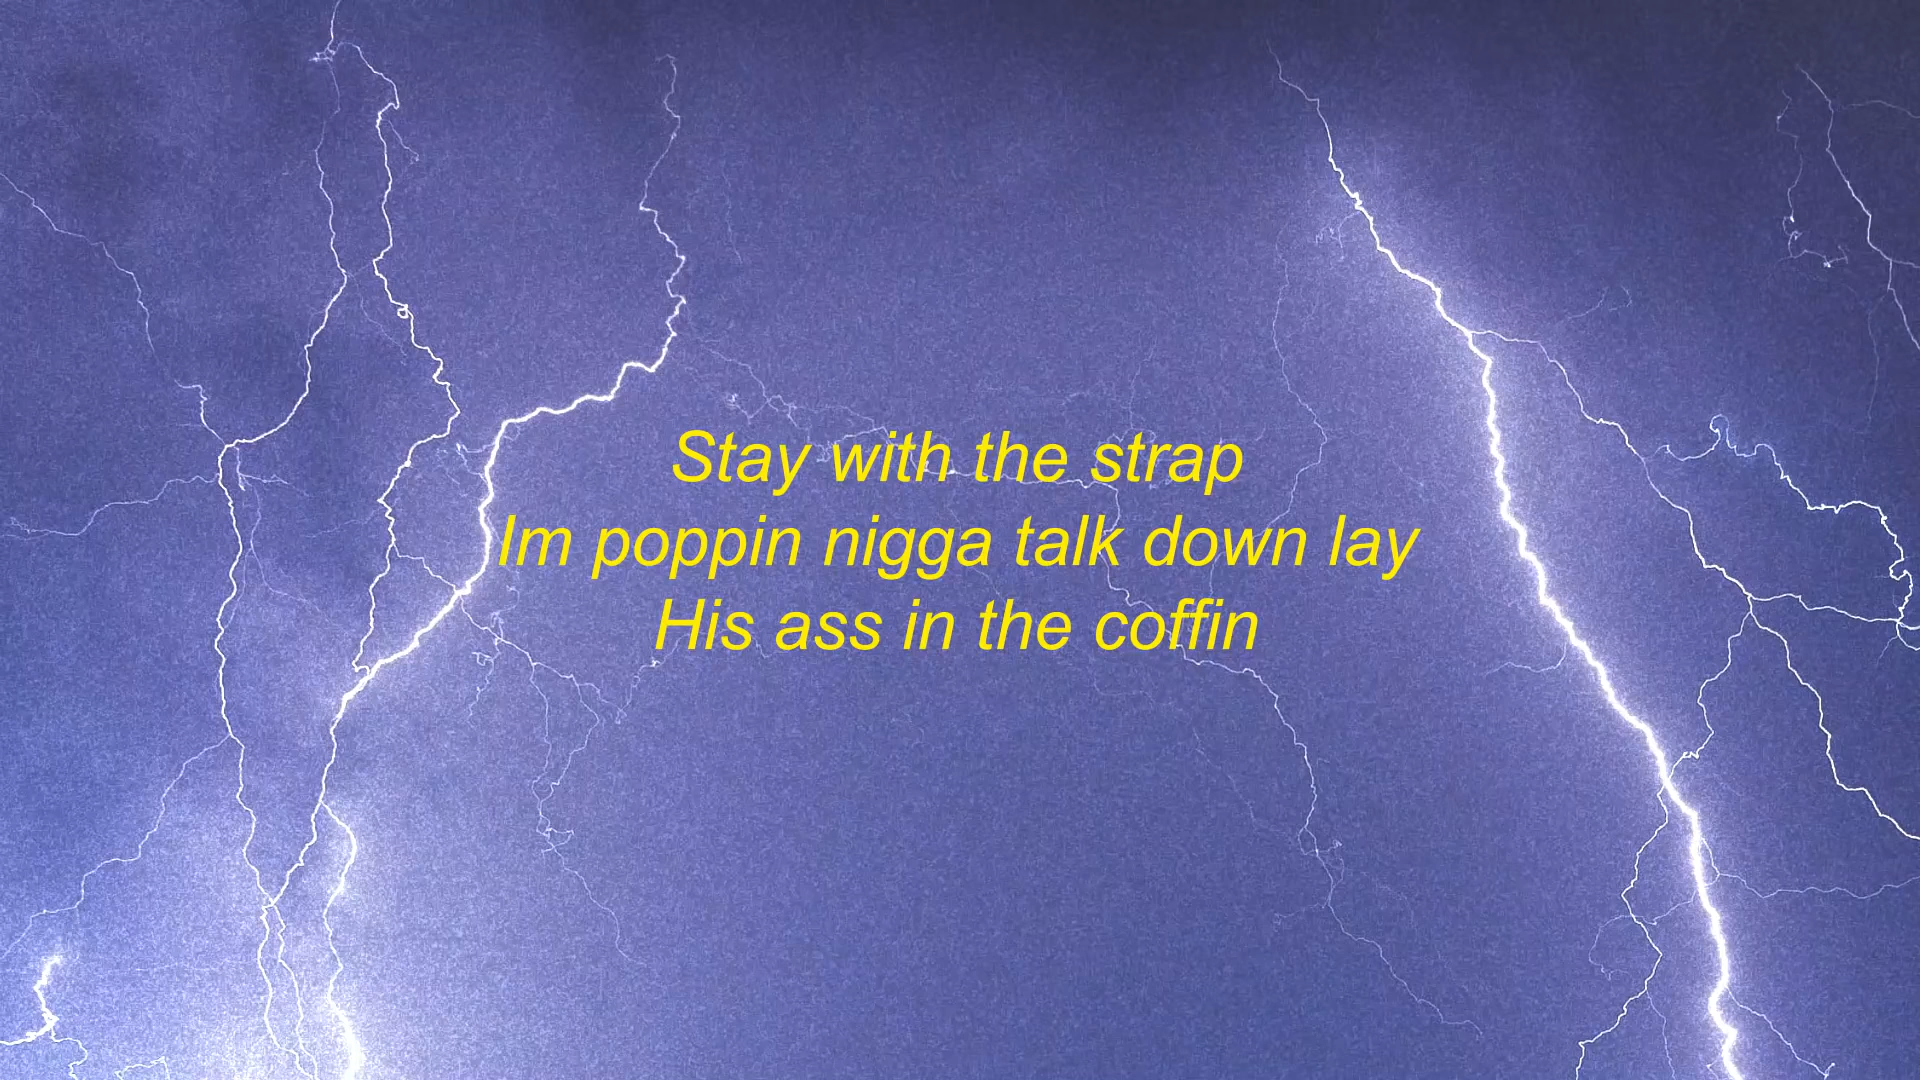 Stay with the strap
Im poppin nigga talk down lay
His ass in the coffin